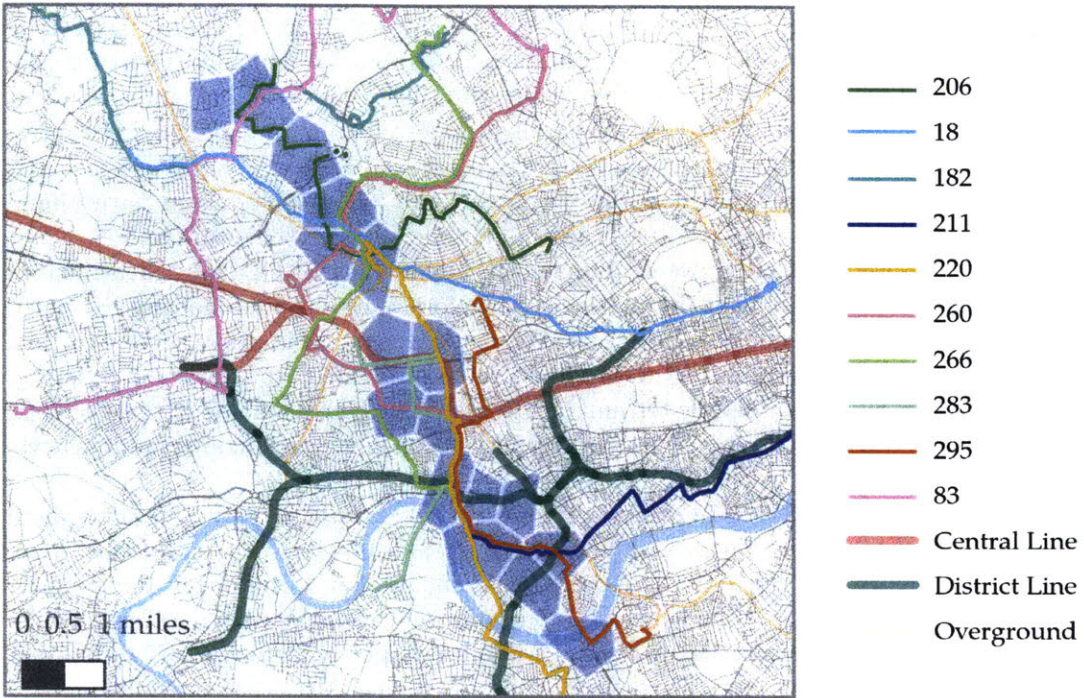 206
18
182
211
220
260
266
283
295
83
Central Line
District Line
Overground
0 0.5 1 miles